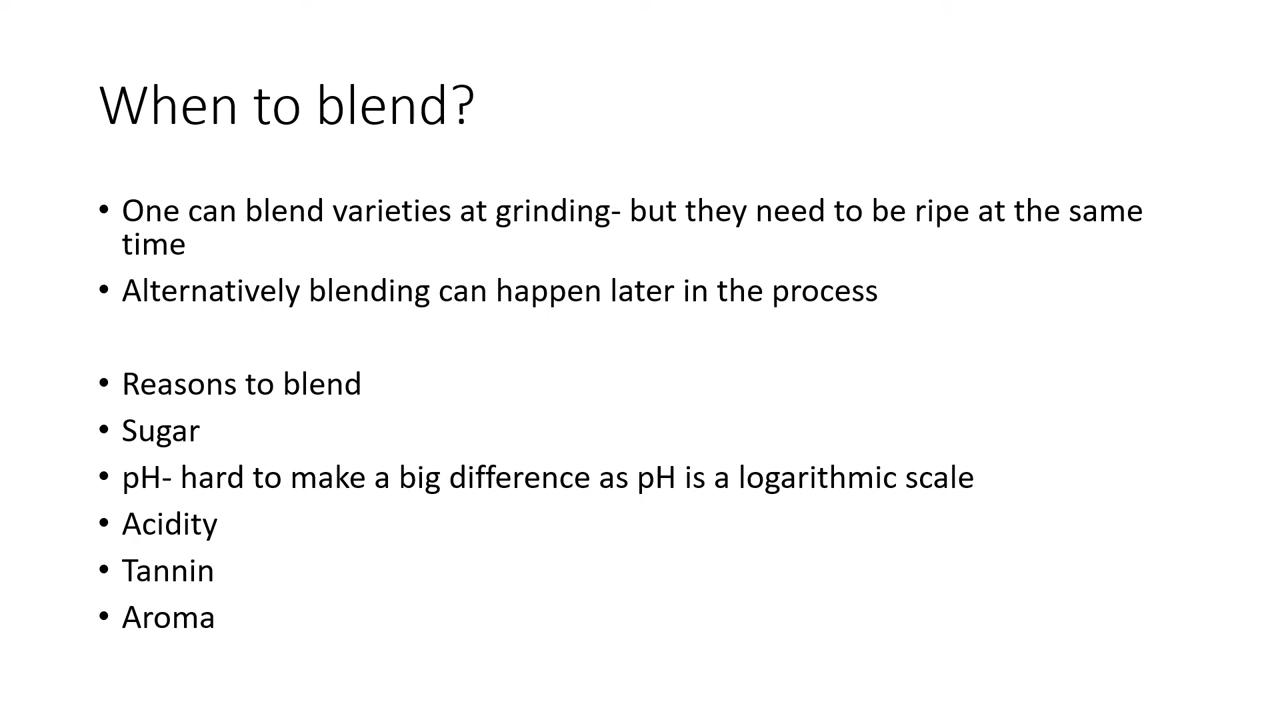 When to blend?
• One can blend varieties at grinding- but they need to be ripe at the same
time
• Alternatively blending can happen later in the process
• Reasons to blend
• Sugar
• pH- hard to make a big difference as pH is a logarithmic scale
• Acidity
• Tannin
• Aroma